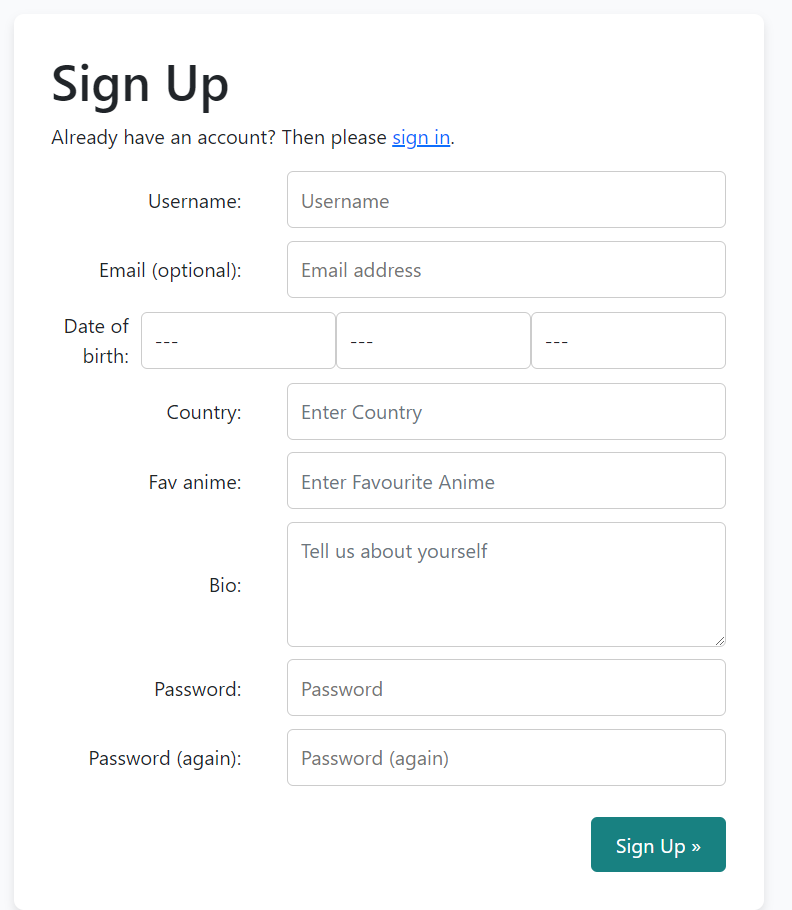 Sign Up
Already have an account? Then please sign in.
Username: Username
Email (optional): Email address
Date of
birth: --- --- ---
Country: Enter Country
Fav anime: Enter Favourite Anime
Tell us about yourself
Bio:
Password: Password
Password (again): Password (again)
Sign Up »